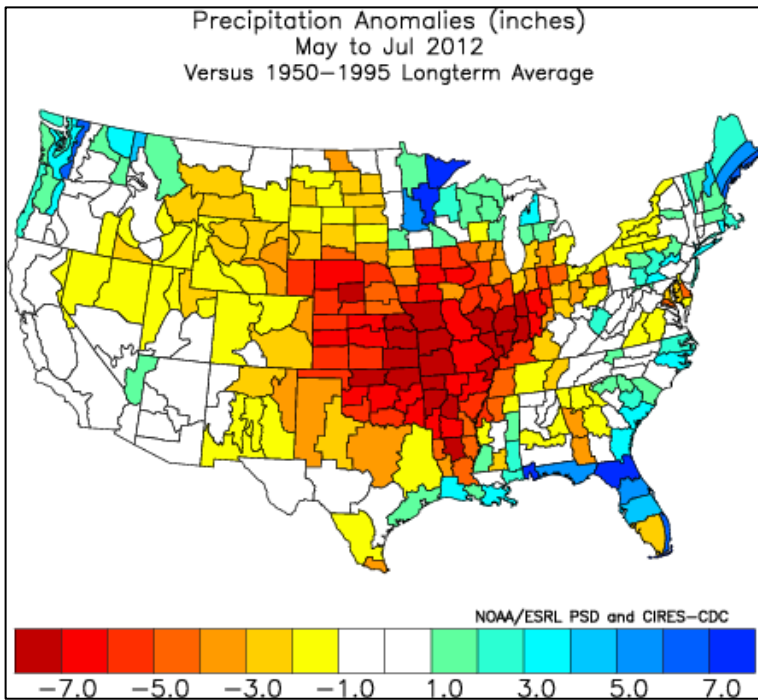 Precipitation Anomalies (inches)
May to Jul 2012
Versus 1950-1995 Longterm Average
NOAA/ESRL PSD and CIRES-CDC
-7.0 -5.0 -3.0 -1.0 1.0 3.0 5.0 7.0